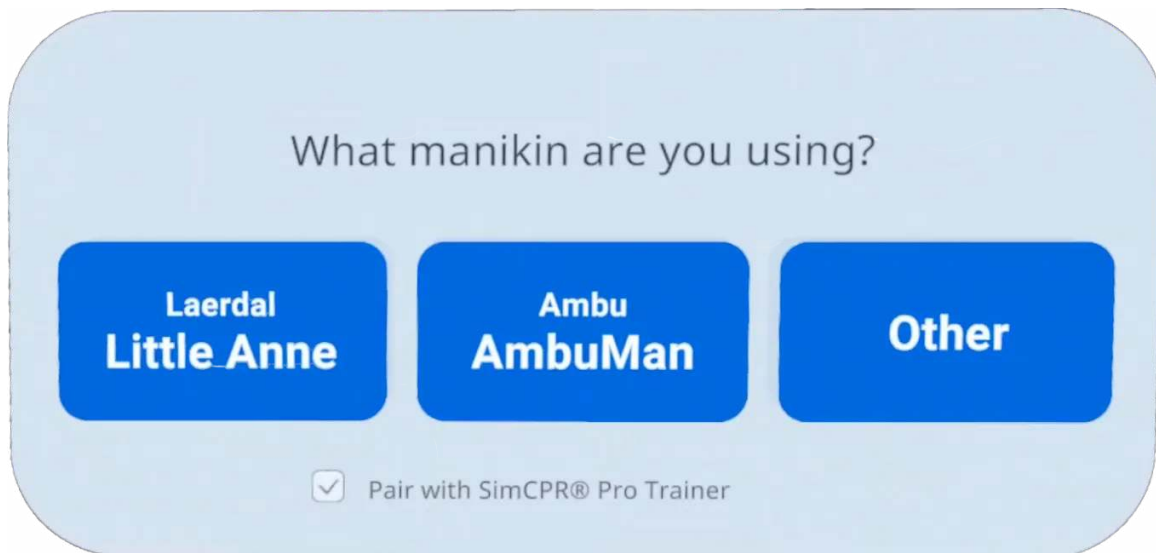 What manikin are you using?
Laerdal
Little Anne
Ambu
AmbuMan
Other
Pair with SimCPR® Pro Trainer